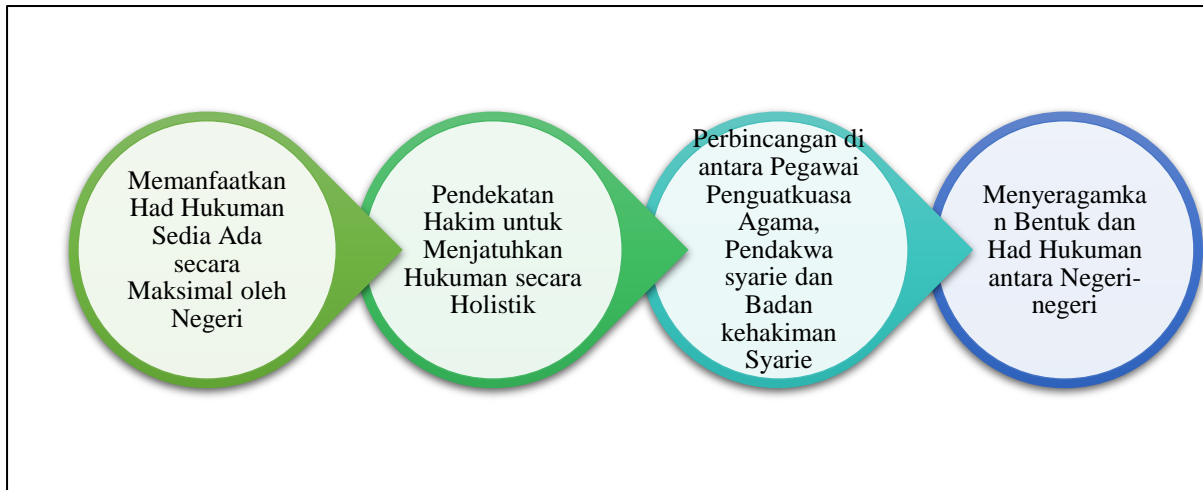 Memanfaatkan
Had Hukuman
Sedia Ada
secara
Maksimal oleh
Negeri
Pendekatan
Hakim untuk
Menjatuhkan
Hukuman secara
Holistik
Perbincangan di
antara Pegawai
Penguatkuasa
Agama,
Pendakwa
syarie dan
Badan
kehakiman
Syarie
Menyeragamka
n Bentuk dan
Had Hukuman
antara Negeri-
negeri